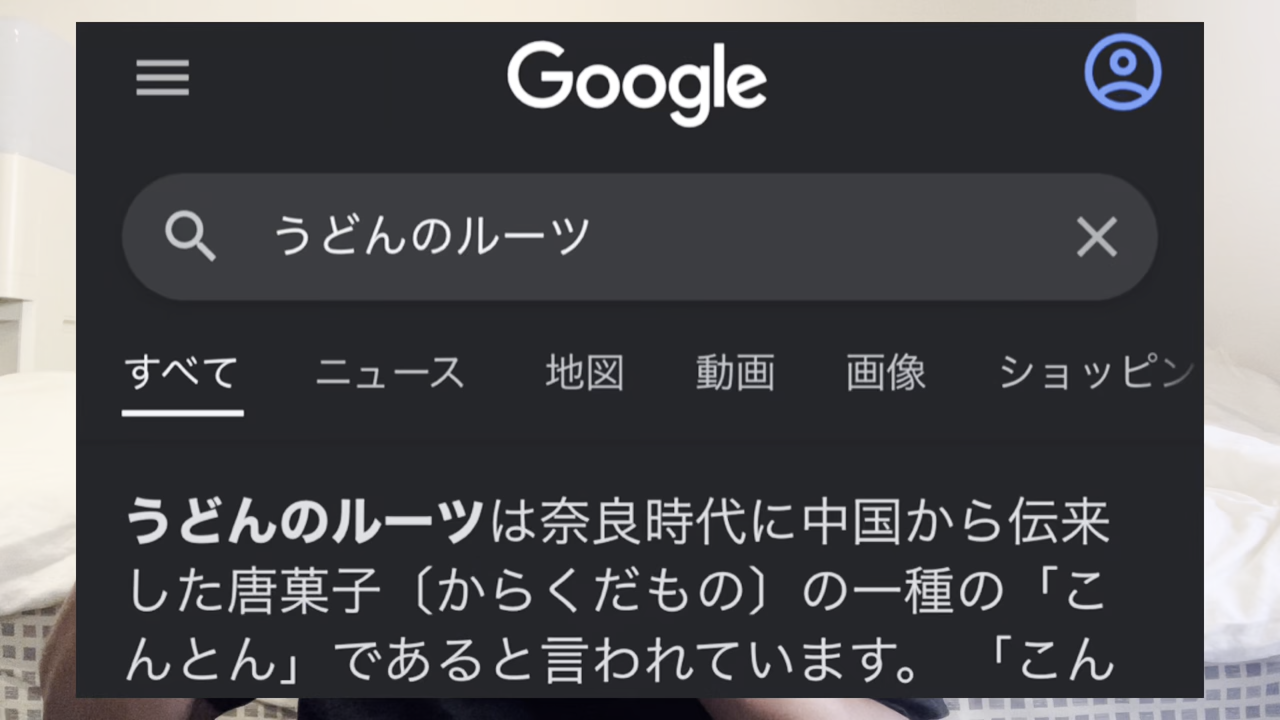 Google
うどんのルーツ
すべて ニュース 地図 動画 画像 ショッピン
うどんのルーツは奈良時代に中国から伝来
した唐菓子〔からくだもの〕の一種の「こ
んとん」であると言われています。 「こん